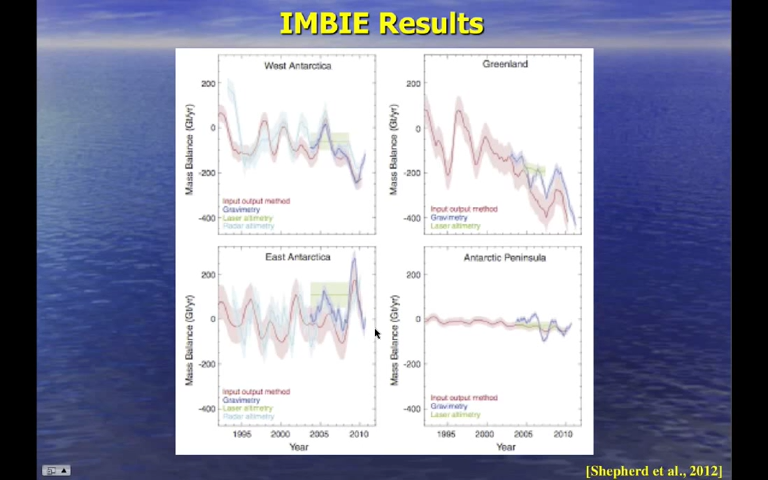 IMBIE Results
West Antarctica
Mass Balance (Gt/yr)
200
0
-200
-400
Input output method
Gravimetry
Laser altimetry
Radar altimetry
Greenland
Mass Balance (Gt/yr)
200
0
-200
-400
Input output method
Gravimetry
Laser altimetry
East Antarctica
Mass Balance (Gt/yr)
200
0
-200
-400
Input output method
Gravimetry
Laser altimetry
Radar altimetry
1995 2000 2005 2010
Year
Antarctic Peninsula
Mass Balance (Gt/yr)
200
0
-200
-400
Input output method
Gravimetry
Laser altimetry
1995 2000 2005 2010
Year
[Shepherd et al., 2012]